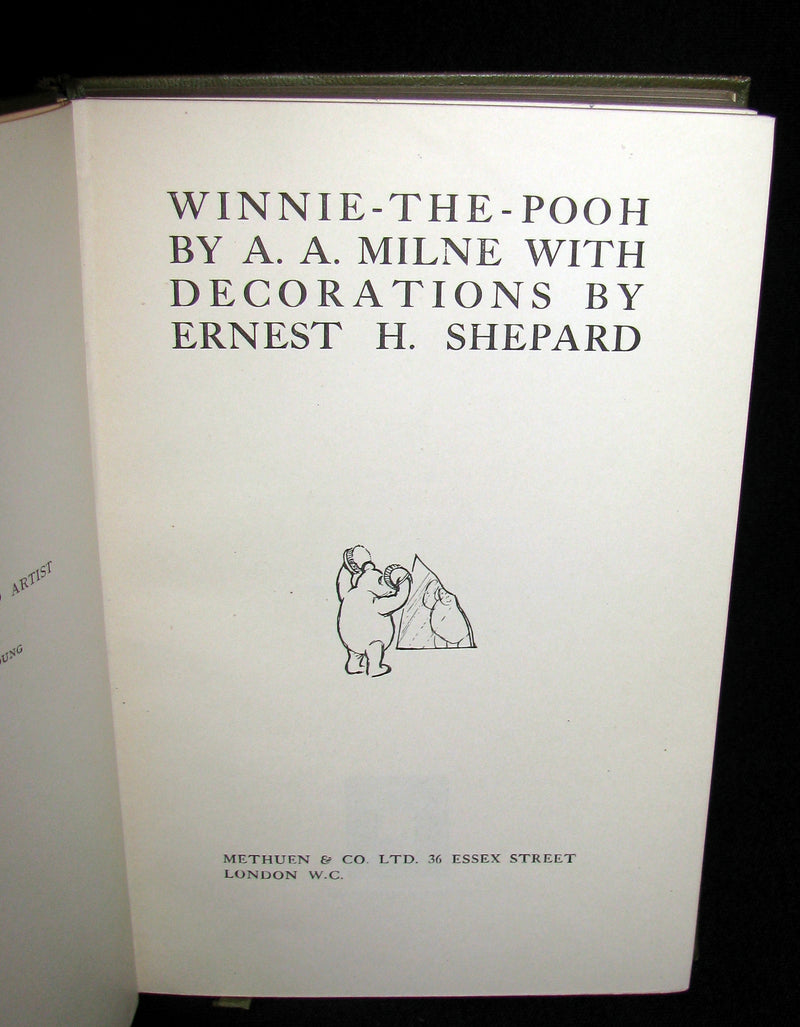 ARTIST
WINNIE-THE-POOH
BY A. A. MILNE WITH
DECORATIONS BY
ERNEST H. SHEPARD
METHUEN & CO. LTD. 36 ESSEX STREET
LONDON W.C.